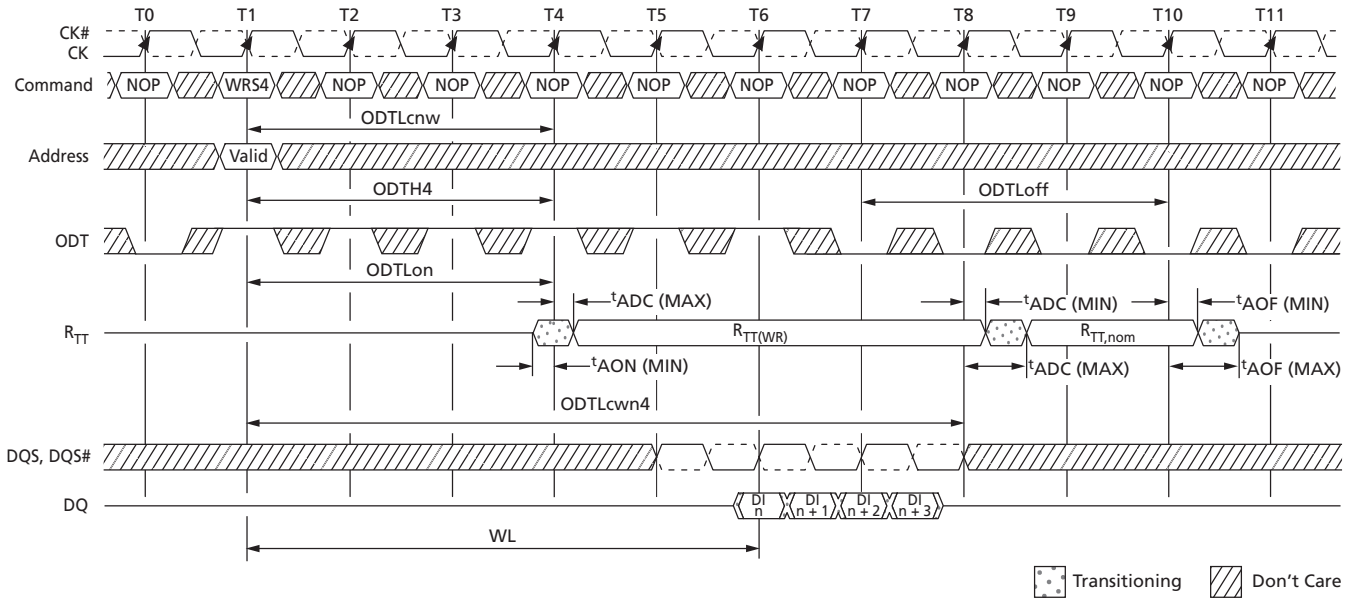 T0 T1 T2 T3 T4 T5 T6 T7 T8 T9 T10 T11
CK#
CK
Command NOP WRS4 NOP NOP NOP NOP NOP NOP NOP NOP NOP NOP
ODTLcnw
Address Valid
ODTH4 ODTLoff
ODT
ODTLon
tADC (MAX) tADC (MIN) tAOF (MIN)
RTT RTT(WR) RTT,nom
tAON (MIN) tADC (MAX) tAOF (MAX)
ODTLcwn4
DQS, DQS#
DQ DI n DI n + 1 DI n + 2 DI n + 3
WL
Transitioning Don't Care